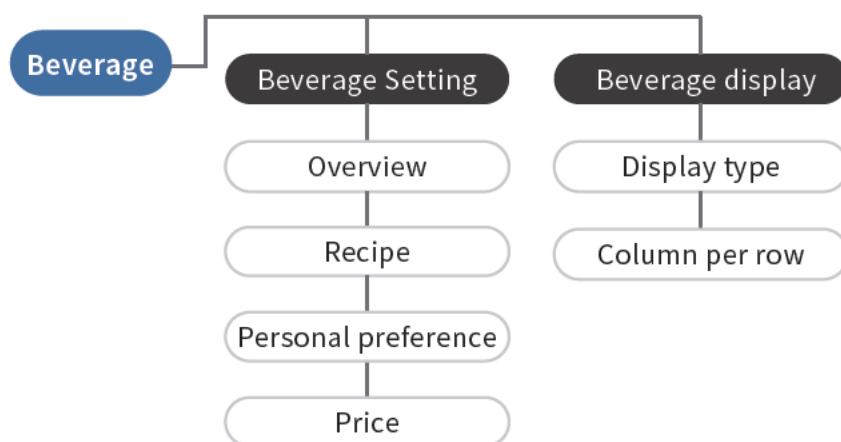 Beverage
Beverage Setting
Overview
Recipe
Personal preference
Price
Beverage display
Display type
Column per row